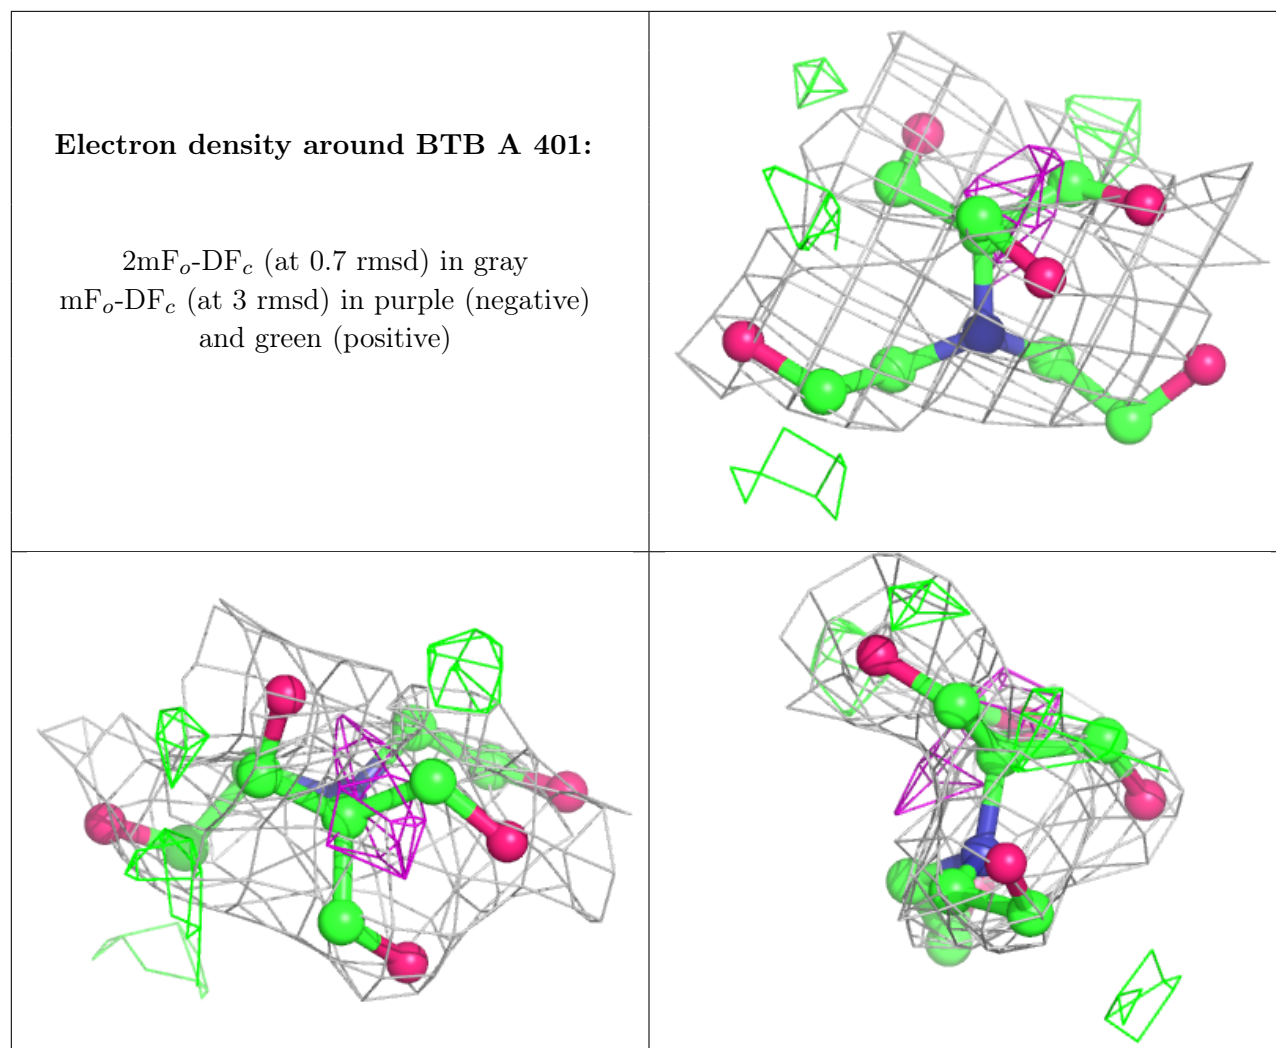 Electron density around BTB A 401:
2mFo-DFc (at 0.7 rmsd) in gray
mFo-DFc (at 3 rmsd) in purple (negative)
and green (positive)